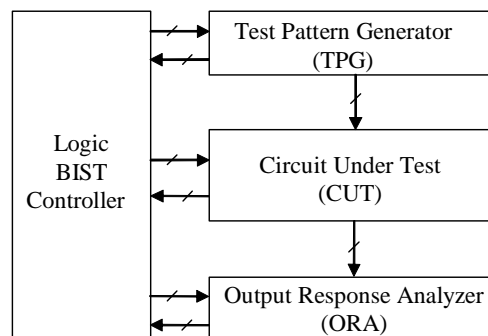 Logic
BIST
Controller
Test Pattern Generator
(TPG)
Circuit Under Test
(CUT)
Output Response Analyzer
(ORA)